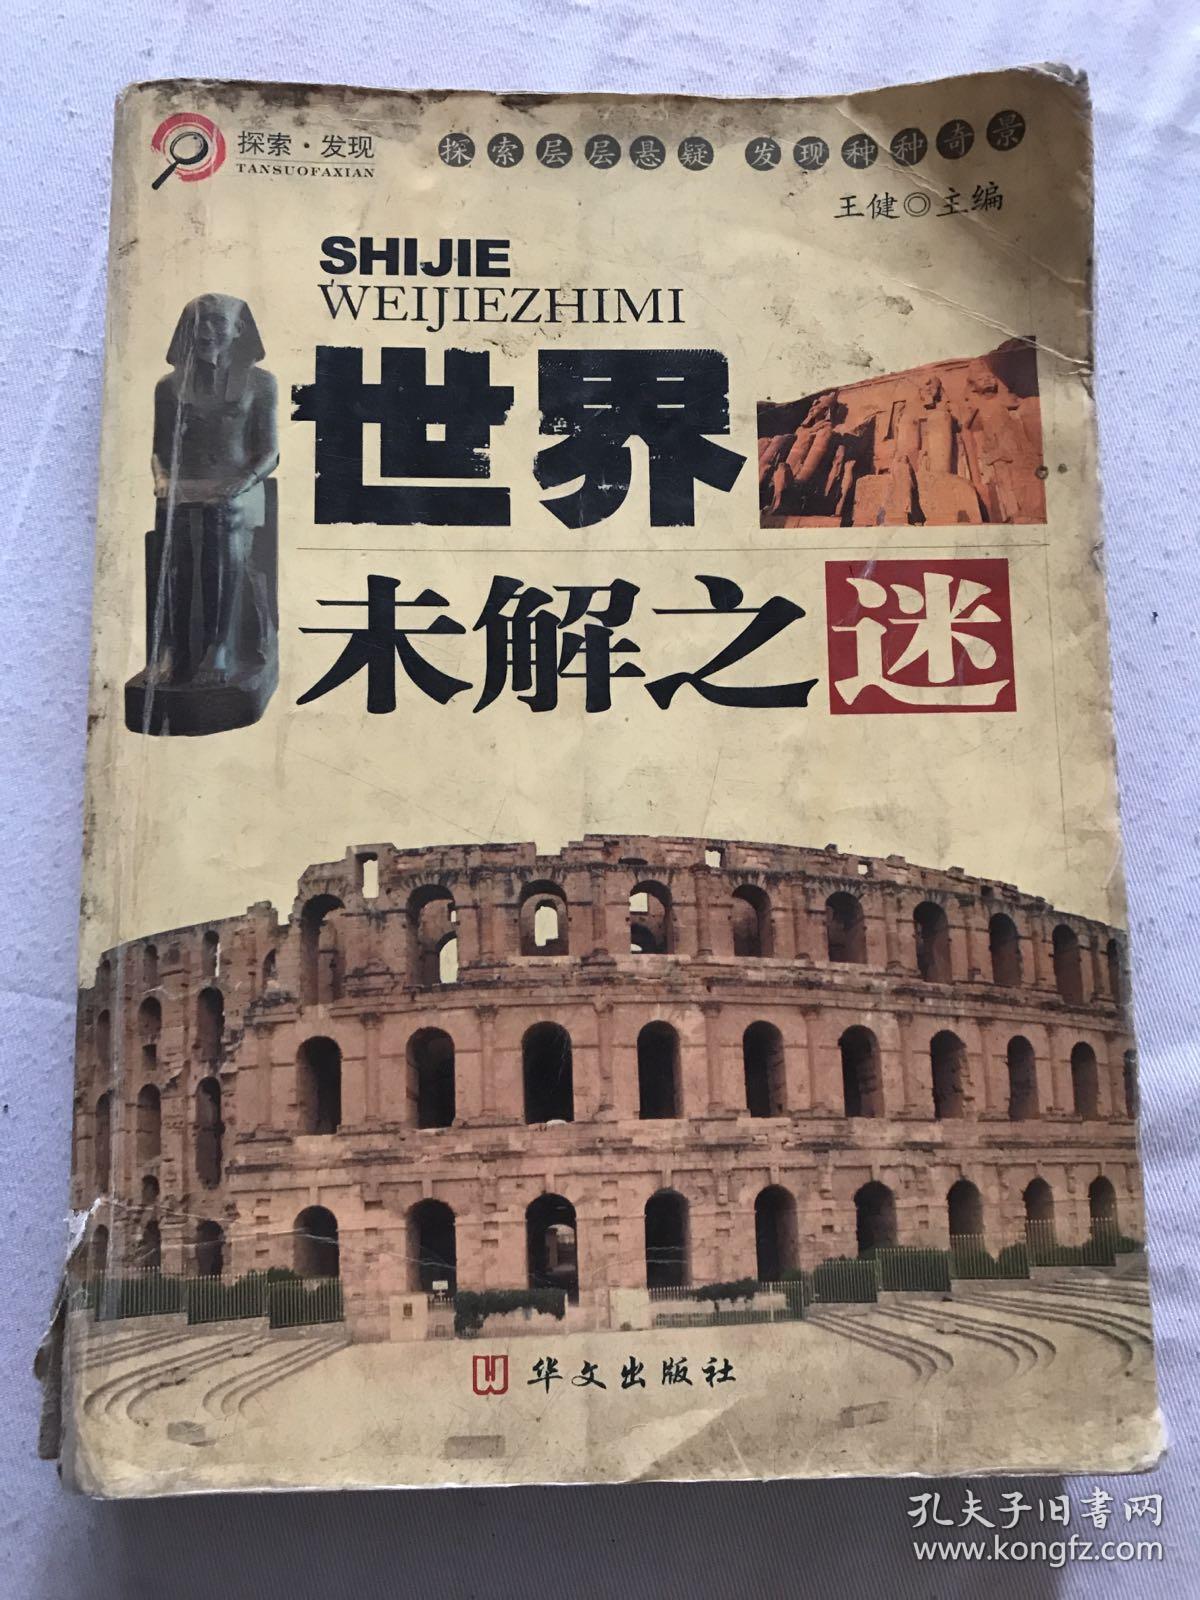 探索·发现
TANSUOFAXIAN
探索层层悬疑 发现种种奇景
王健◎主编
SHIJIE
WEIJIEZHIMI
世界
未解之迷
华文出版社
孔夫子旧书网
www.kongfz.com